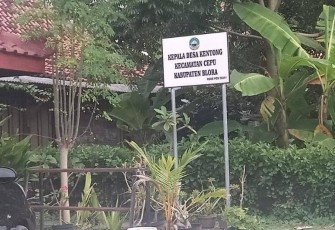 KEPALA DESA KENTONG
KECAMATAN CEPU
KABUPATEN BLORA